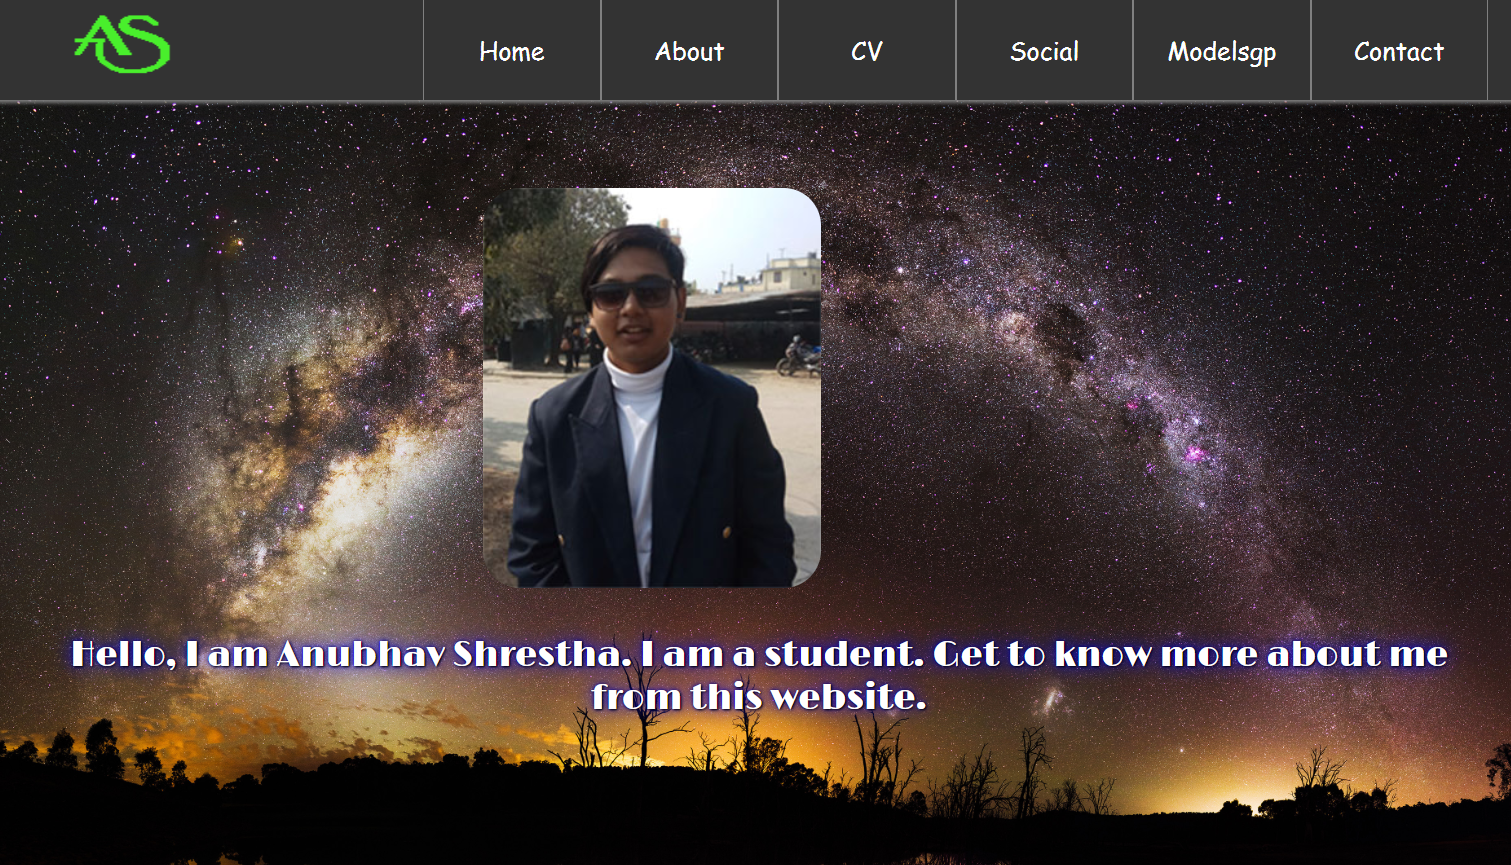 AS
Home About CV Social Modelsgp Contact
Hello, I am Anubhav Shrestha. I am a student. Get to know more about me
from this website.